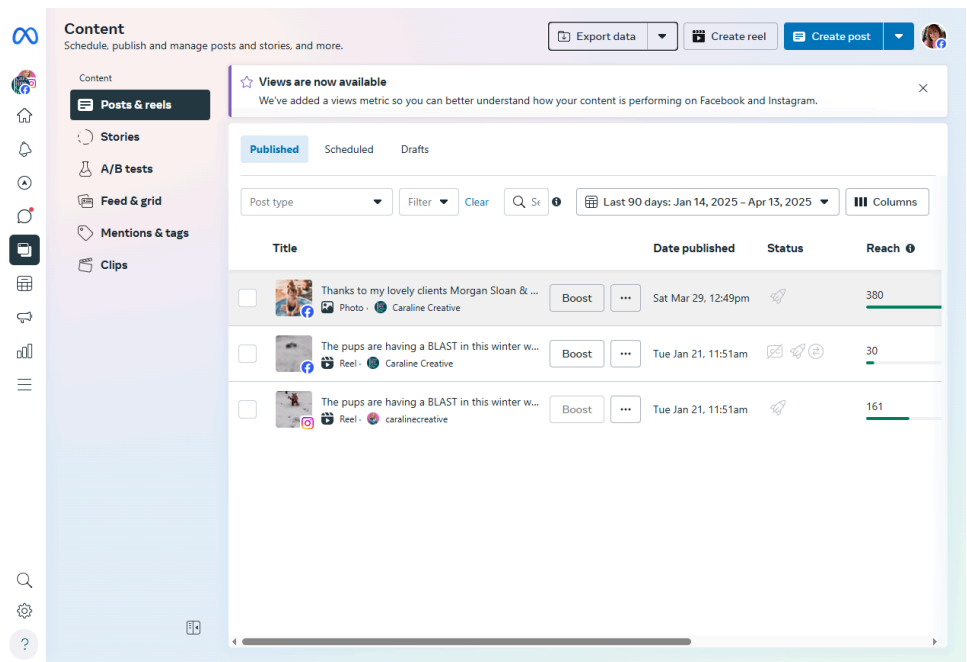 Content
Schedule, publish and manage posts and stories, and more.
Export data
Create reel
Create post
Content
Posts & reels
Stories
A/B tests
Feed & grid
Mentions & tags
Clips
Views are now available
We've added a views metric so you can better understand how your content is performing on Facebook and Instagram.
Published Scheduled Drafts
Post type Filter Clear Se Last 90 days: Jan 14, 2025 – Apr 13, 2025 Columns
Title Date published Status Reach
Thanks to my lovely clients Morgan Sloan & ...
Photo · Caraline Creative
Boost ... Sat Mar 29, 12:49pm 380
The pups are having a BLAST in this winter w...
Reel · Caraline Creative
Boost ... Tue Jan 21, 11:51am 30
The pups are having a BLAST in this winter w...
Reel · caralinecreative
Boost ... Tue Jan 21, 11:51am 161
?